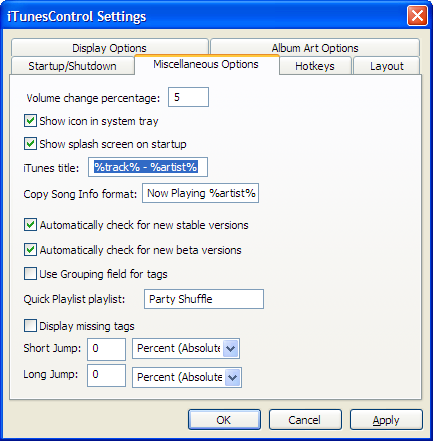 iTunesControl Settings
Display Options Album Art Options
Startup/Shutdown Miscellaneous Options Hotkeys Layout
Volume change percentage: 5
Show icon in system tray
Show splash screen on startup
iTunes title: %track% - %artist%
Copy Song Info format: Now Playing %artist%
Automatically check for new stable versions
Automatically check for new beta versions
Use Grouping field for tags
Quick Playlist playlist: Party Shuffle
Display missing tags
Short Jump: 0 Percent (Absolute
Long Jump: 0 Percent (Absolute
OK Cancel Apply